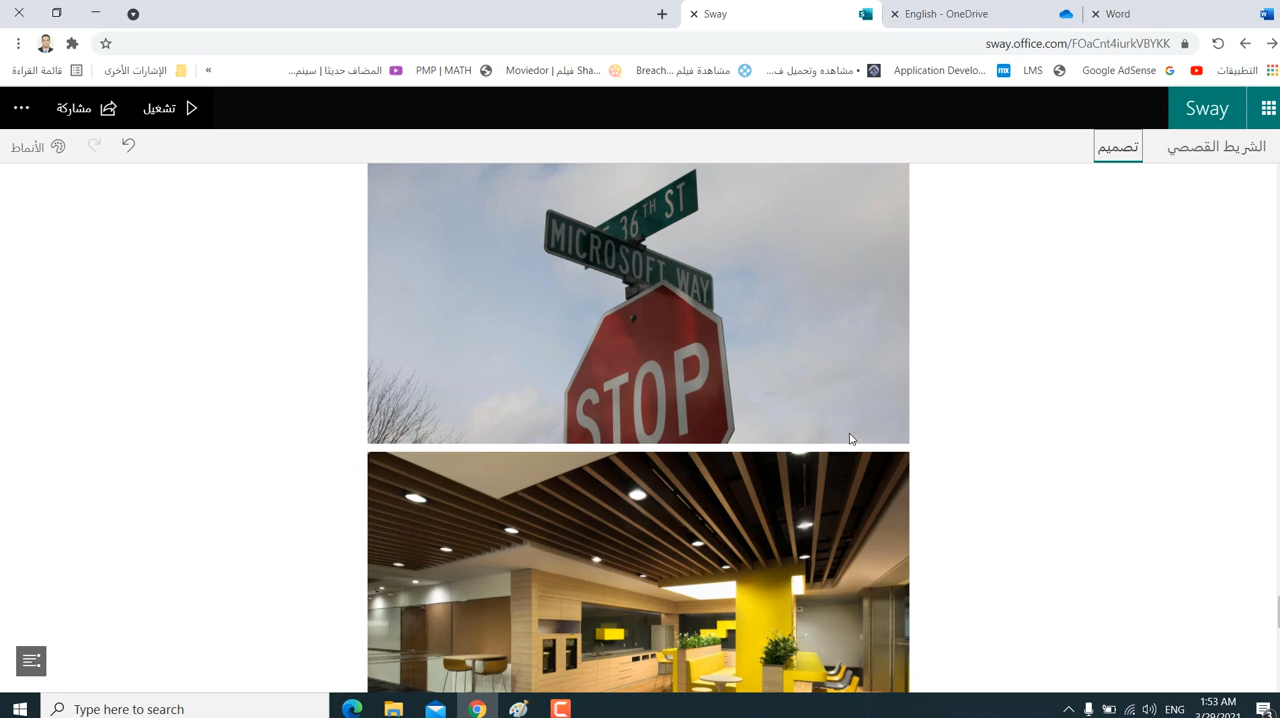 Sway
English - OneDrive
Word
sway.office.com/FOaCnt4iurkVBYKK
التطبيقات
Google AdSense
LMS
Application Develo...
مشاهده وتحميل ف...
مشاهدة فيلم Breach...
فيلم | Moviedor Sha...
PMP | MATH
المضاف حديثا | سينم...
»
الإشارات الأخرى
قائمة القراءة
Sway
تشغيل
مشاركة
الشريط القصصي
تصميم
الأنماط
36TH ST
MICROSOFT WAY
STOP
Type here to search
ENG
1:53 AM
3/29/2021